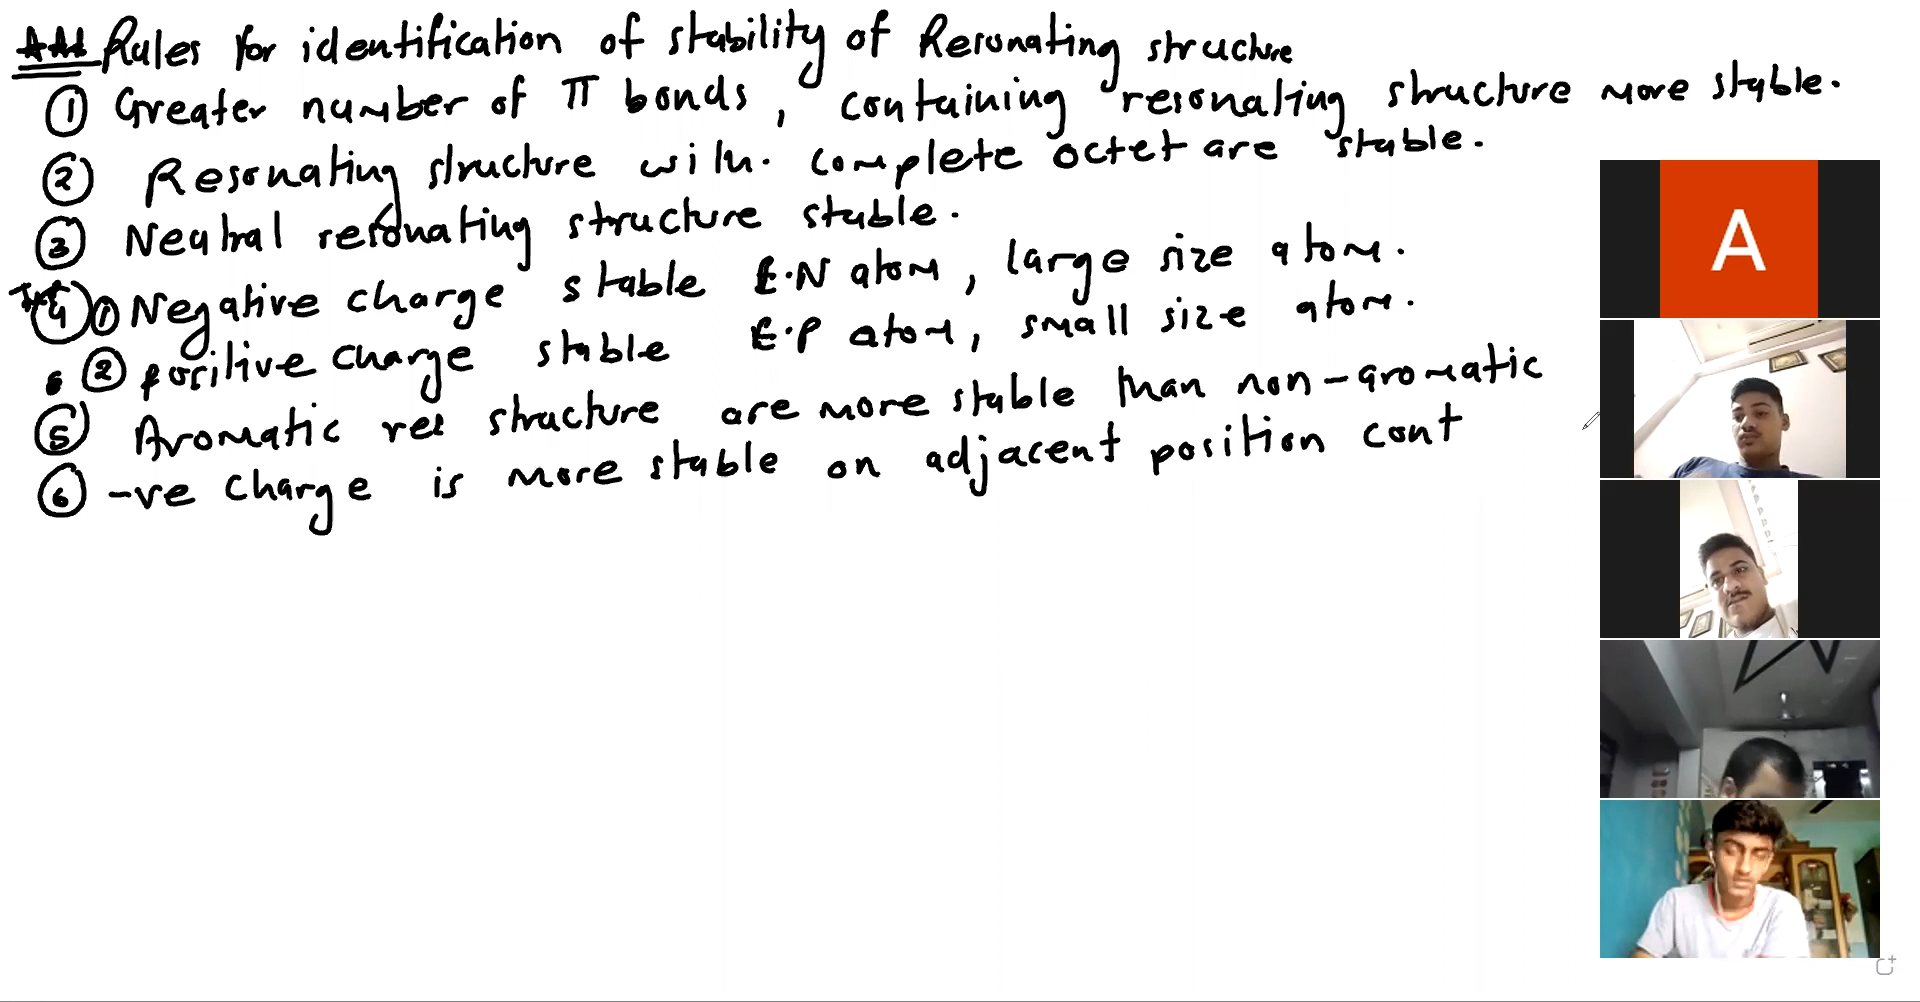 Rules for identification of stability of Resonating structure
① Greater number of π bonds, containing resonating structure more stable.
② Resonating structure with. complete octet are stable.
③ Neutral resonating structure stable.
④ ① Negative charge stable E.N atom, large size atom.
② positive charge stable E.P atom, small size atom.
⑤ Aromatic res structure are more stable than non-aromatic
⑥ -ve charge is more stable on adjacent position cont
A